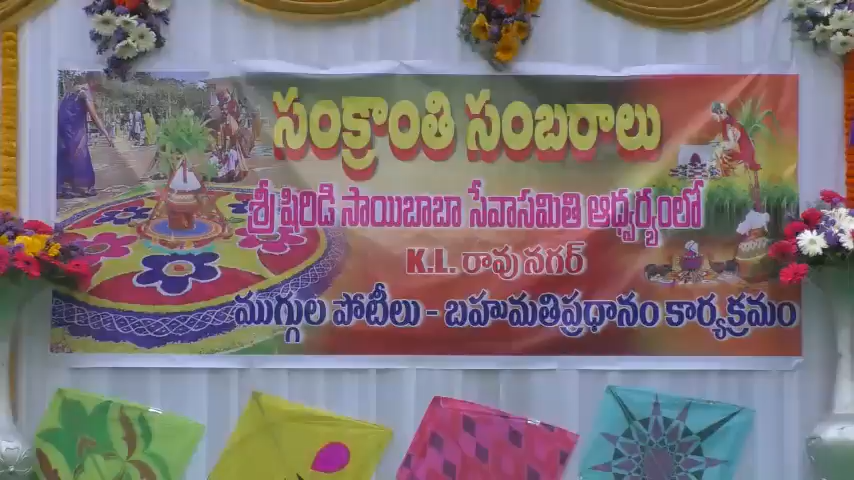 సంక్రాంతి సంబరాలు
శ్రీ షిరిడి సాయిబాబా సేవాసమితి ఆధ్వర్యంలో
K.L. రావు నగర్
ముగ్గుల పోటీలు - బహుమతిప్రధానం కార్యక్రమం